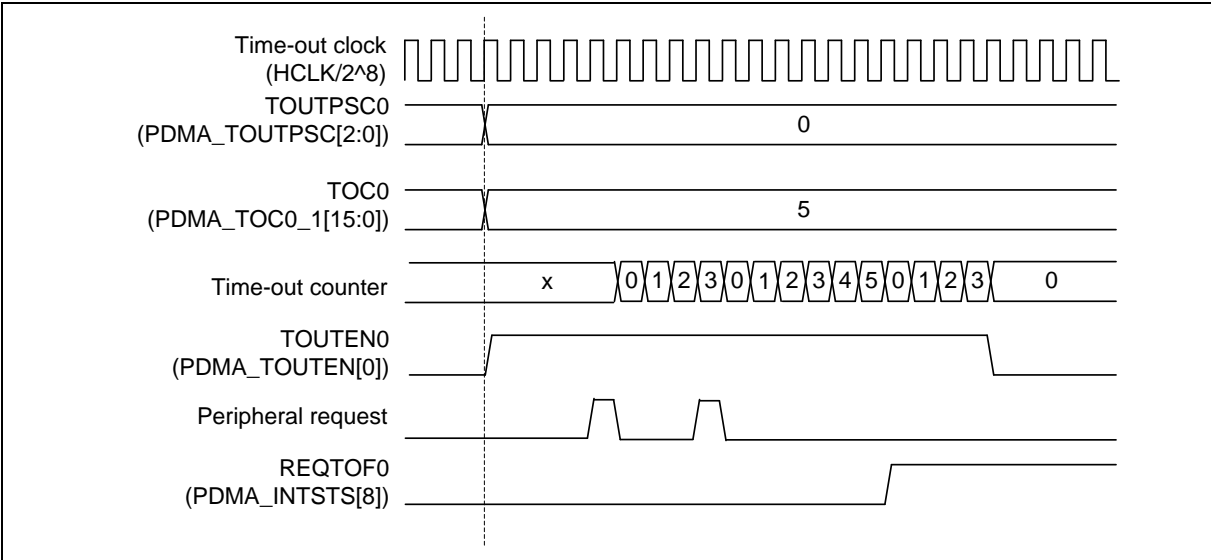 Time-out clock
(HCLK/2^8)
TOUTPSC0
(PDMA_TOUTPSC[2:0])
0
TOC0
(PDMA_TOC0_1[15:0])
5
Time-out counter
x 0 1 2 3 0 1 2 3 4 5 0 1 2 3 0
TOUTEN0
(PDMA_TOUTEN[0])
Peripheral request
REQTOF0
(PDMA_INTSTS[8])